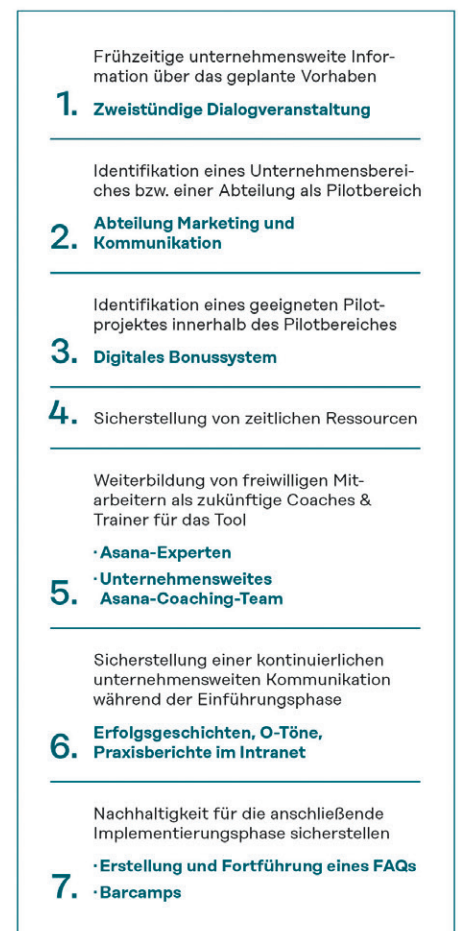 Frühzeitige unternehmensweite Infor-
mation über das geplante Vorhaben
1. Zweistündige Dialogveranstaltung
Identifikation eines Unternehmensberei-
ches bzw. einer Abteilung als Pilotbereich
Abteilung Marketing und
2. Kommunikation
Identifikation eines geeigneten Pilot-
projektes innerhalb des Pilotbereiches
3. Digitales Bonussystem
4. Sicherstellung von zeitlichen Ressourcen
Weiterbildung von freiwilligen Mit-
arbeitern als zukünftige Coaches &
Trainer für das Tool
· Asana-Experten
· Unternehmensweites
5. Asana-Coaching-Team
Sicherstellung einer kontinuierlichen
unternehmensweiten Kommunikation
während der Einführungsphase
Erfolgsgeschichten, O-Töne,
6. Praxisberichte im Intranet
Nachhaltigkeit für die anschließende
Implementierungsphase sicherstellen
· Erstellung und Fortführung eines FAQs
7. · Barcamps